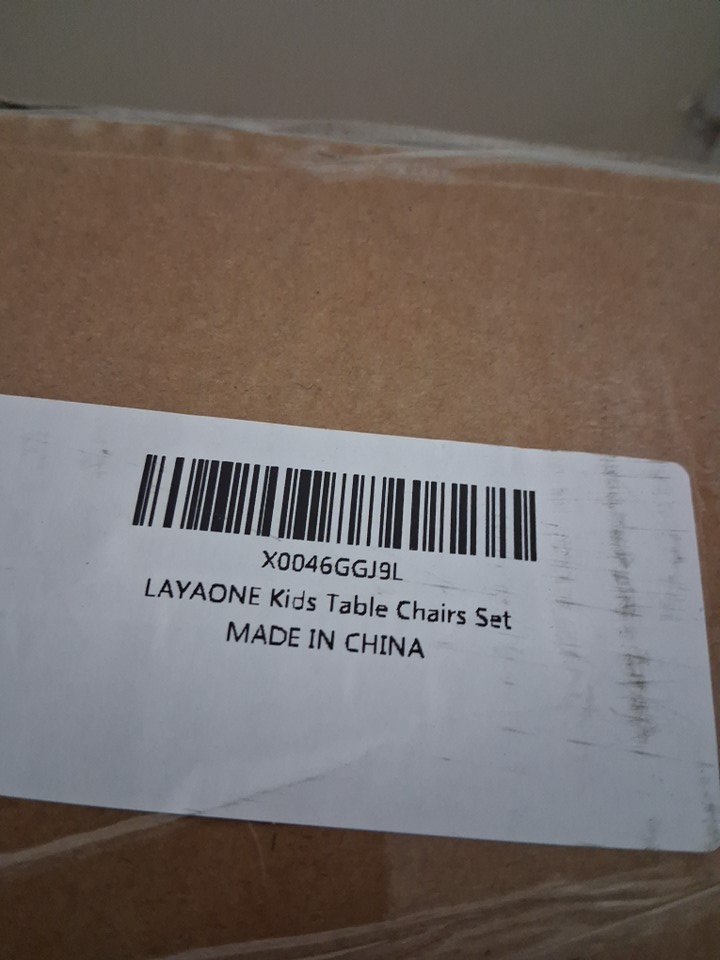 X0046GGJ9L
LAYAONE Kids Table Chairs Set
MADE IN CHINA